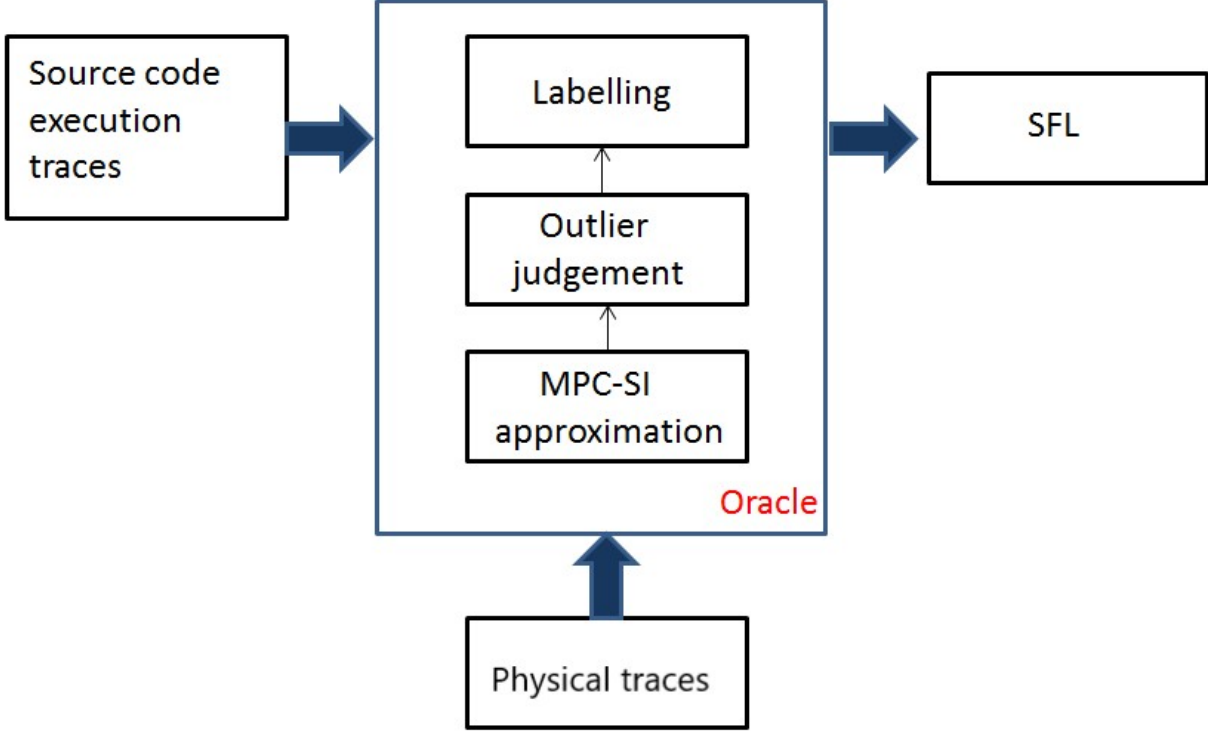 Source code
execution
traces
Labelling
SFL
Outlier
judgement
MPC-SI
approximation
Oracle
Physical traces